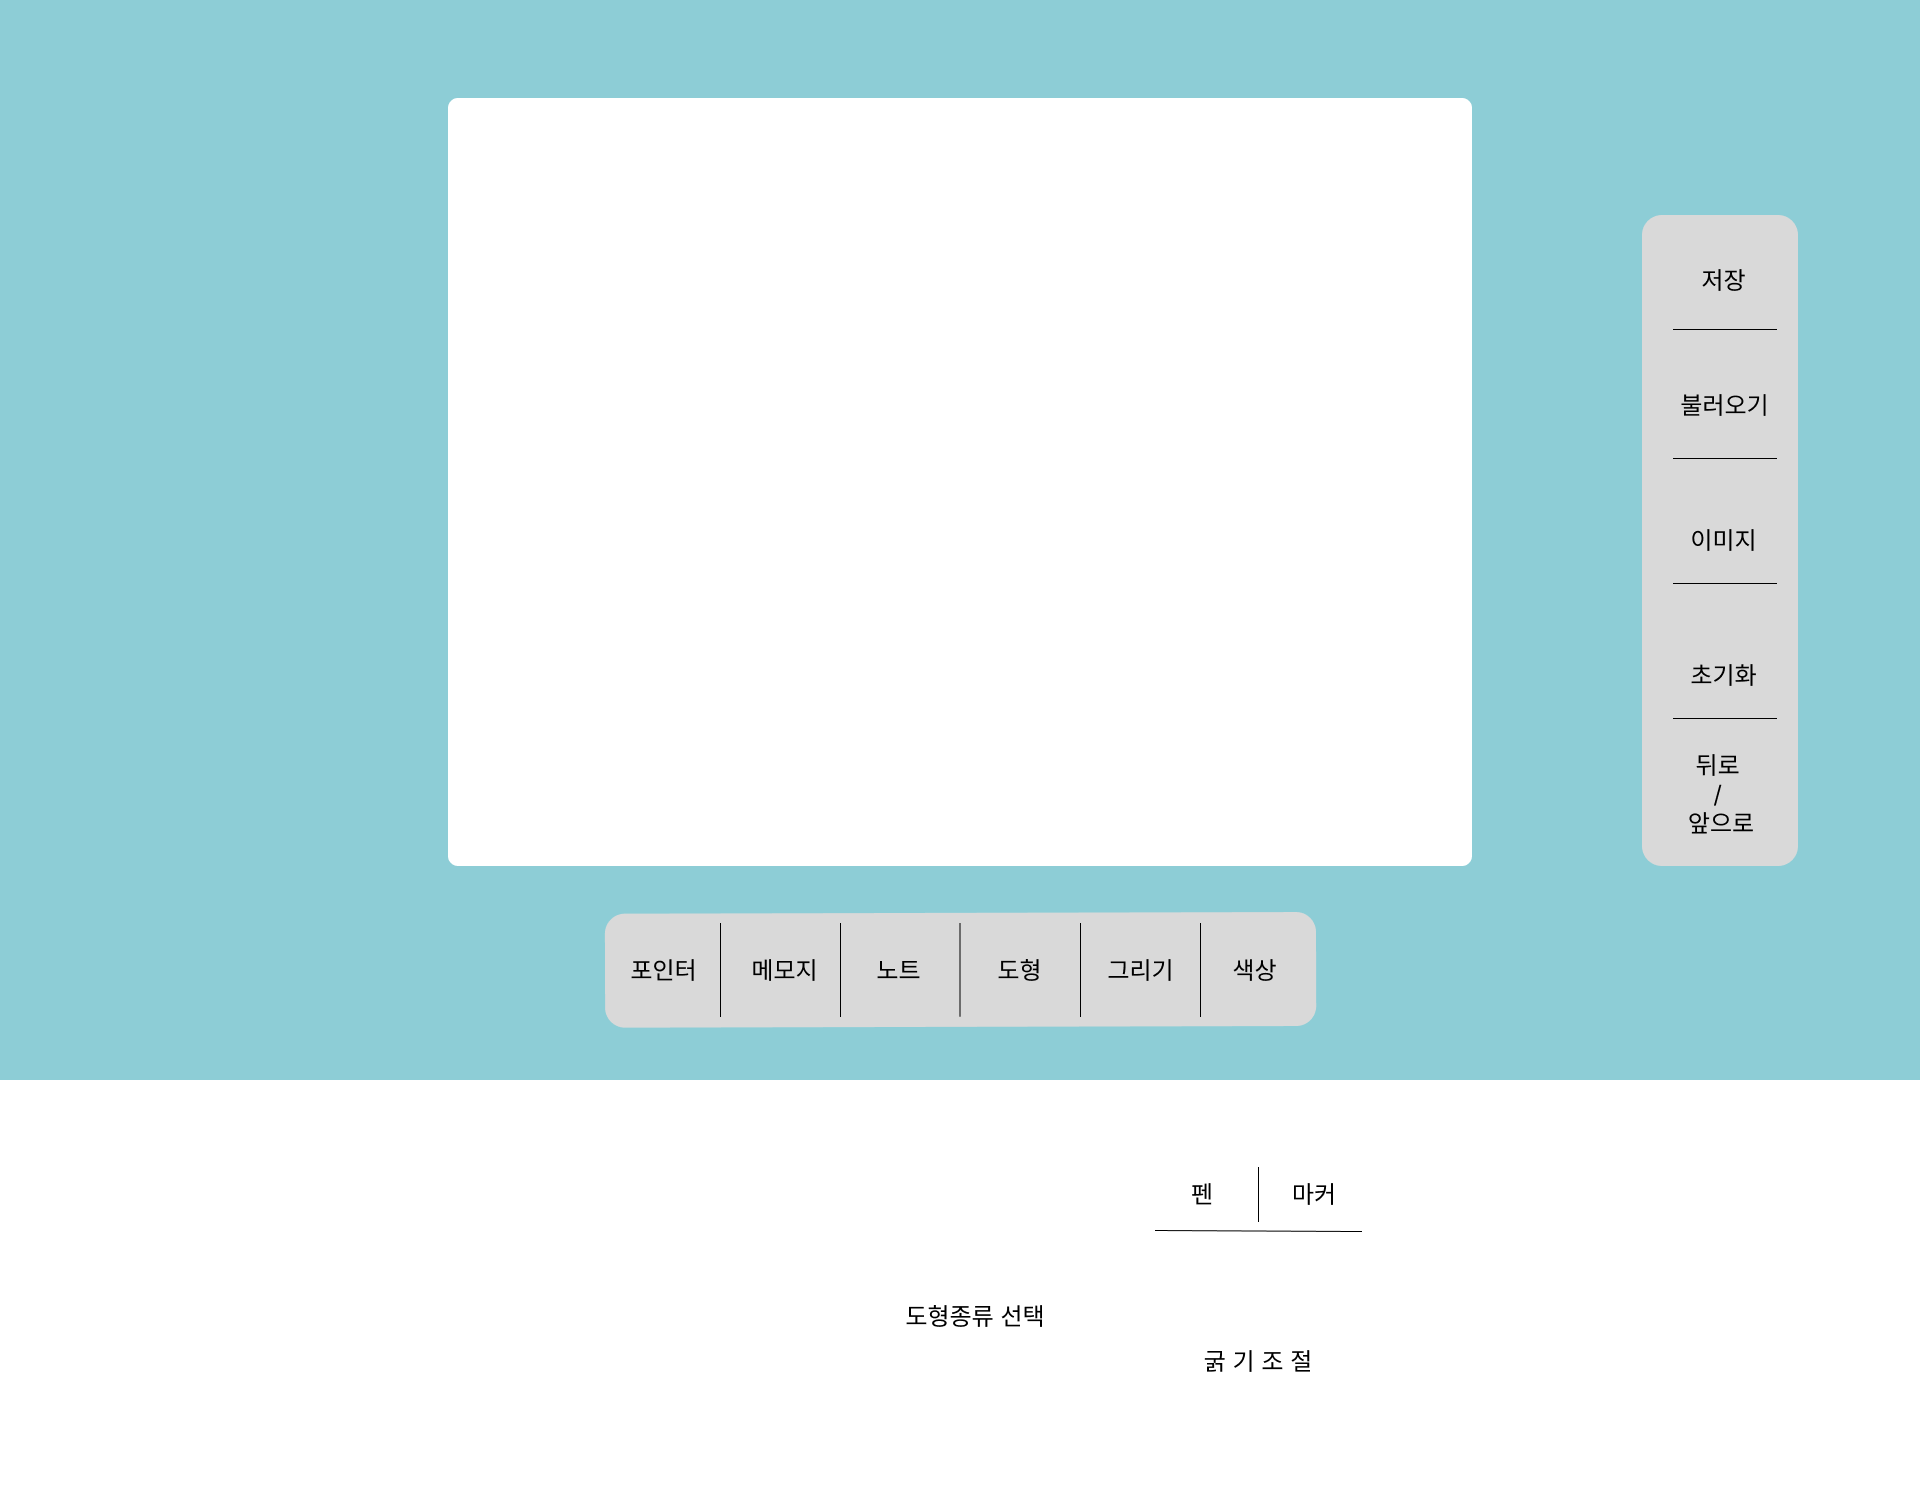 저장
불러오기
이미지
초기화
뒤로
/
앞으로
포인터 메모지 노트 도형 그리기 색상
펜 마커
도형종류 선택
굵 기 조 절